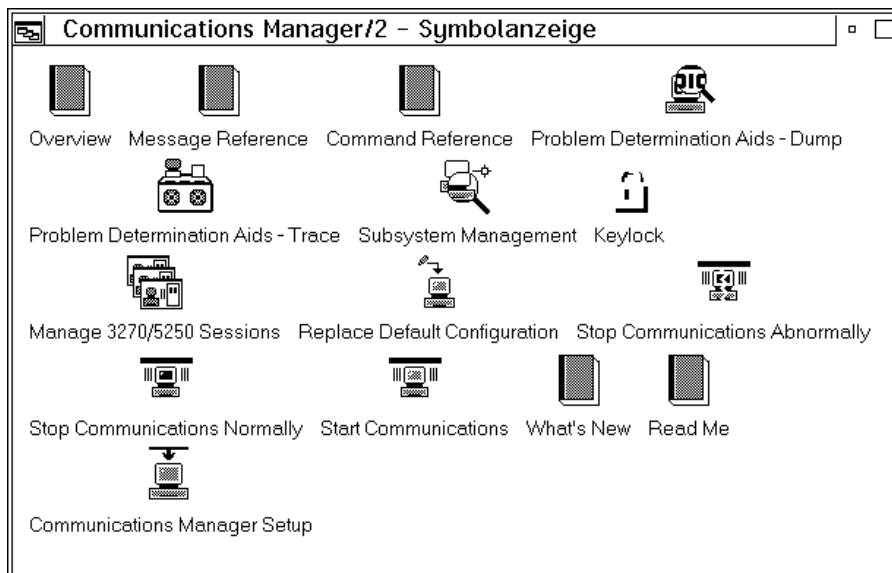 Communications Manager/2 – Symbolanzeige
Overview Message Reference Command Reference Problem Determination Aids - Dump
Problem Determination Aids - Trace Subsystem Management Keylock
Manage 3270/5250 Sessions Replace Default Configuration Stop Communications Abnormally
Stop Communications Normally Start Communications What's New Read Me
Communications Manager Setup